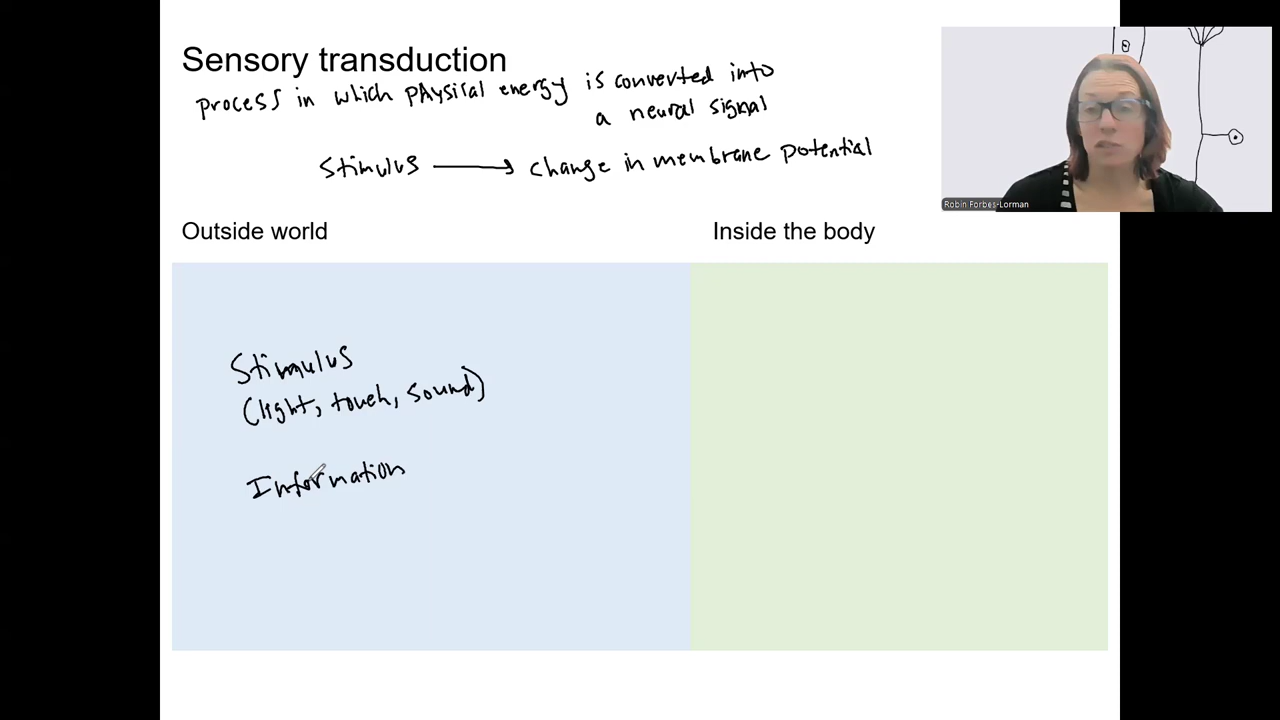 Sensory transduction
process in which physical energy is converted into
a neural signal
Stimulus → change in membrane potential
Robin Forbes-Lorman
Outside world
Inside the body
Stimulus
(light, touch, sound)
Information